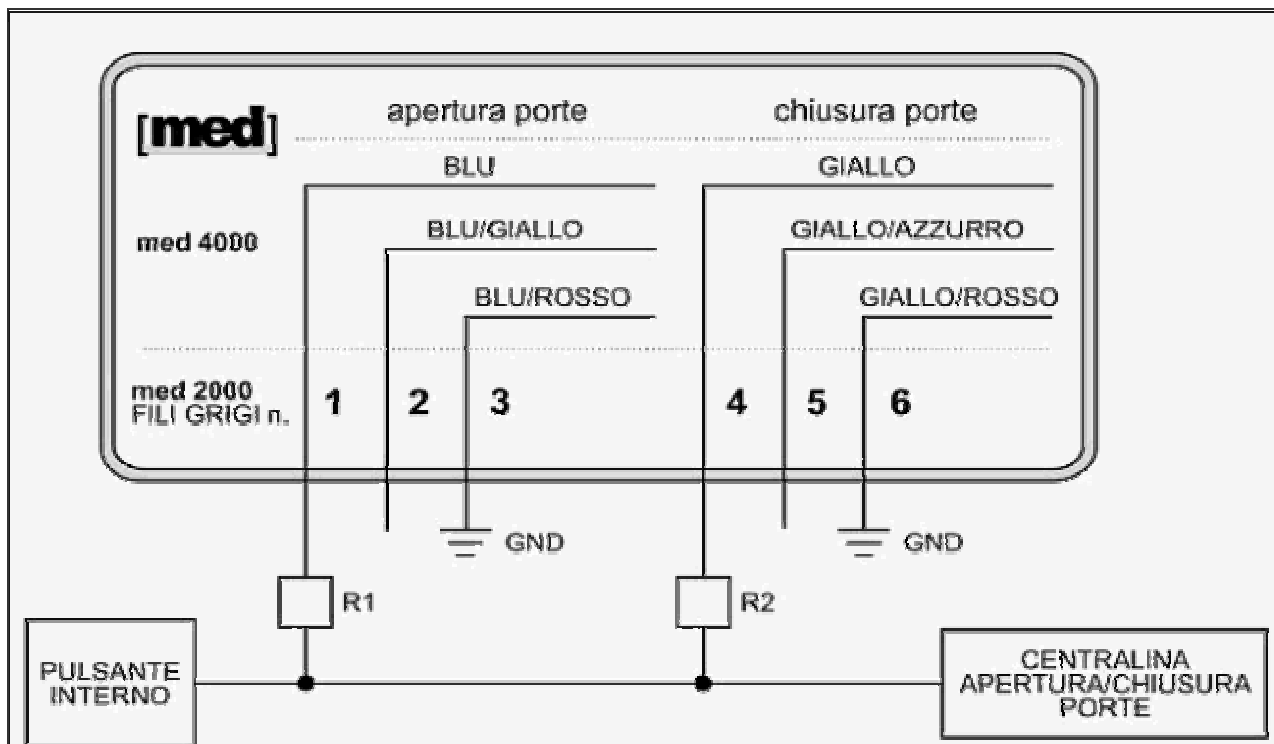 [med]
apertura porte
chiusura porte
BLU
GIALLO
med 4000
BLU/GIALLO
GIALLO/AZZURRO
BLU/ROSSO
GIALLO/ROSSO
med 2000
FILI GRIGI n.
1
2
3
4
5
6
GND
GND
R1
R2
PULSANTE
INTERNO
CENTRALINA
APERTURA/CHIUSURA
PORTE